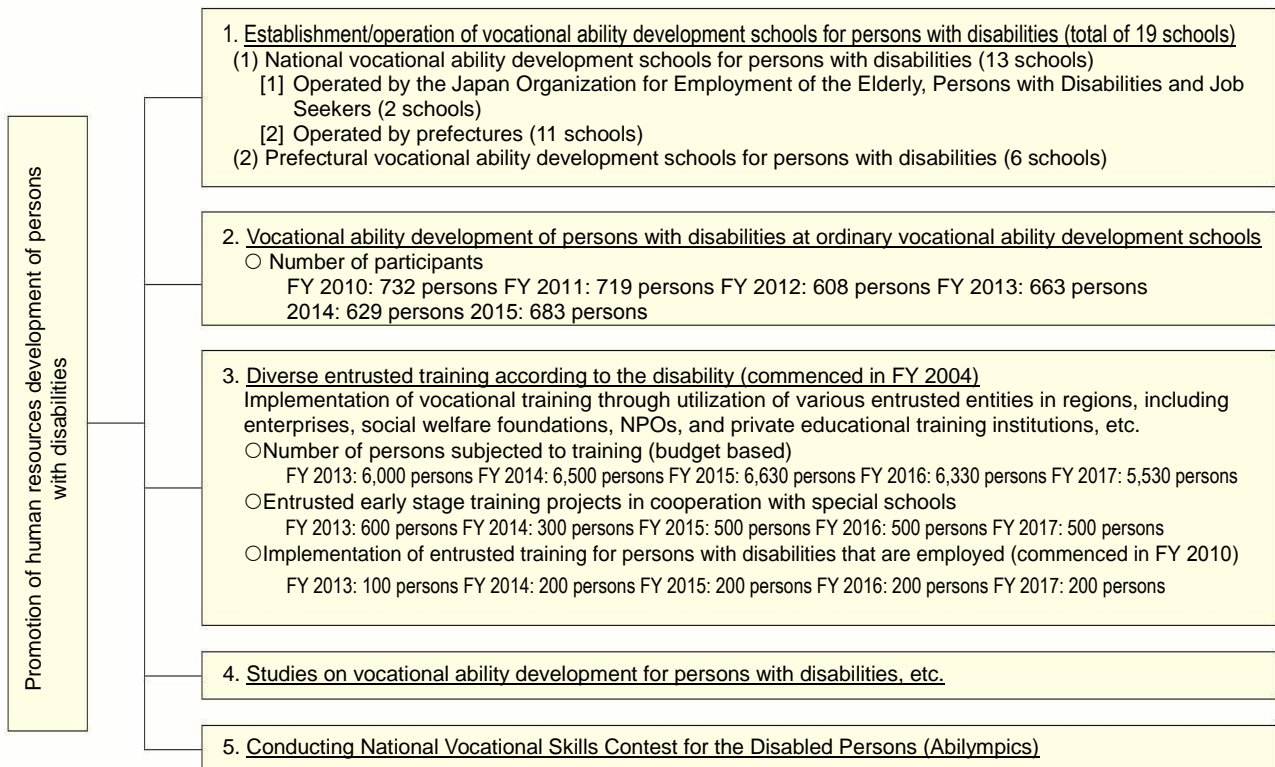 Promotion of human resources development of persons
with disabilities
1. Establishment/operation of vocational ability development schools for persons with disabilities (total of 19 schools)
(1) National vocational ability development schools for persons with disabilities (13 schools)
[1] Operated by the Japan Organization for Employment of the Elderly, Persons with Disabilities and Job
Seekers (2 schools)
[2] Operated by prefectures (11 schools)
(2) Prefectural vocational ability development schools for persons with disabilities (6 schools)
2. Vocational ability development of persons with disabilities at ordinary vocational ability development schools
○ Number of participants
FY 2010: 732 persons FY 2011: 719 persons FY 2012: 608 persons FY 2013: 663 persons
2014: 629 persons 2015: 683 persons
3. Diverse entrusted training according to the disability (commenced in FY 2004)
Implementation of vocational training through utilization of various entrusted entities in regions, including
enterprises, social welfare foundations, NPOs, and private educational training institutions, etc.
○Number of persons subjected to training (budget based)
FY 2013: 6,000 persons FY 2014: 6,500 persons FY 2015: 6,630 persons FY 2016: 6,330 persons FY 2017: 5,530 persons
○Entrusted early stage training projects in cooperation with special schools
FY 2013: 600 persons FY 2014: 300 persons FY 2015: 500 persons FY 2016: 500 persons FY 2017: 500 persons
○Implementation of entrusted training for persons with disabilities that are employed (commenced in FY 2010)
FY 2013: 100 persons FY 2014: 200 persons FY 2015: 200 persons FY 2016: 200 persons FY 2017: 200 persons
4. Studies on vocational ability development for persons with disabilities, etc.
5. Conducting National Vocational Skills Contest for the Disabled Persons (Abilympics)